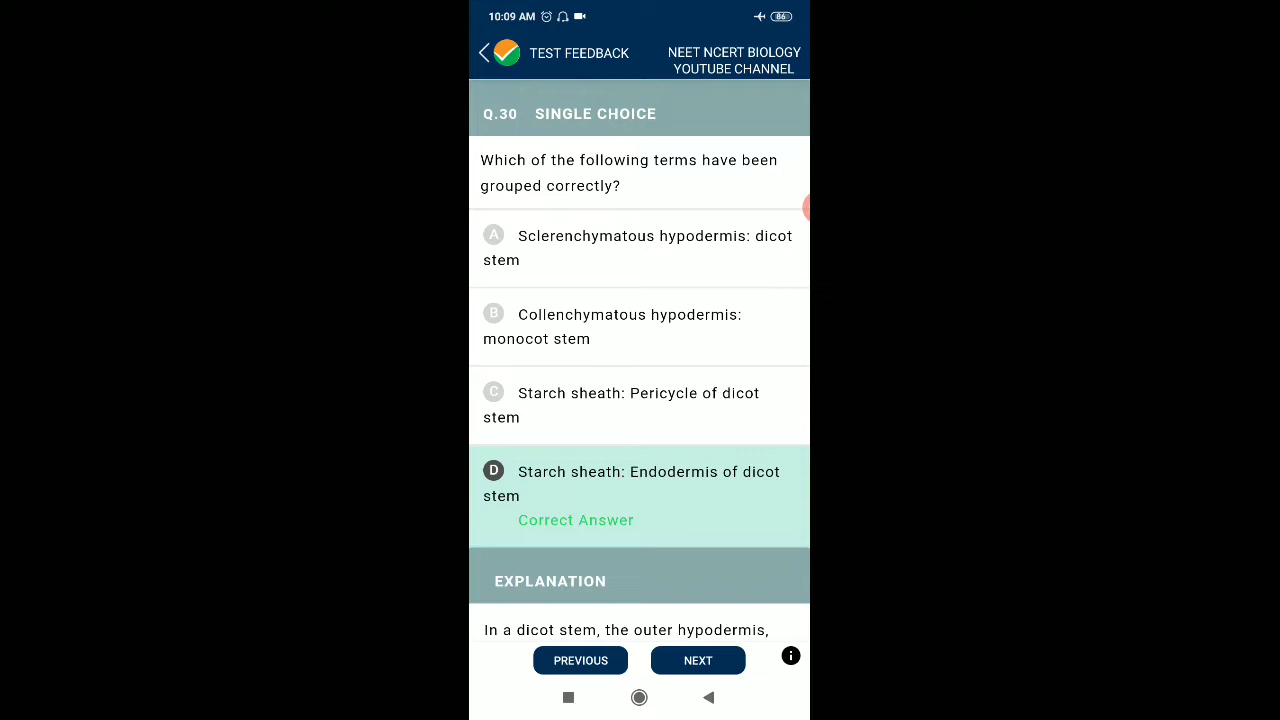 10:09 AM
86
TEST FEEDBACK
NEET NCERT BIOLOGY
YOUTUBE CHANNEL
Q.30 SINGLE CHOICE
Which of the following terms have been
grouped correctly?
A Sclerenchymatous hypodermis: dicot
stem
B Collenchymatous hypodermis:
monocot stem
C Starch sheath: Pericycle of dicot
stem
D Starch sheath: Endodermis of dicot
stem
Correct Answer
EXPLANATION
In a dicot stem, the outer hypodermis,
PREVIOUS
NEXT